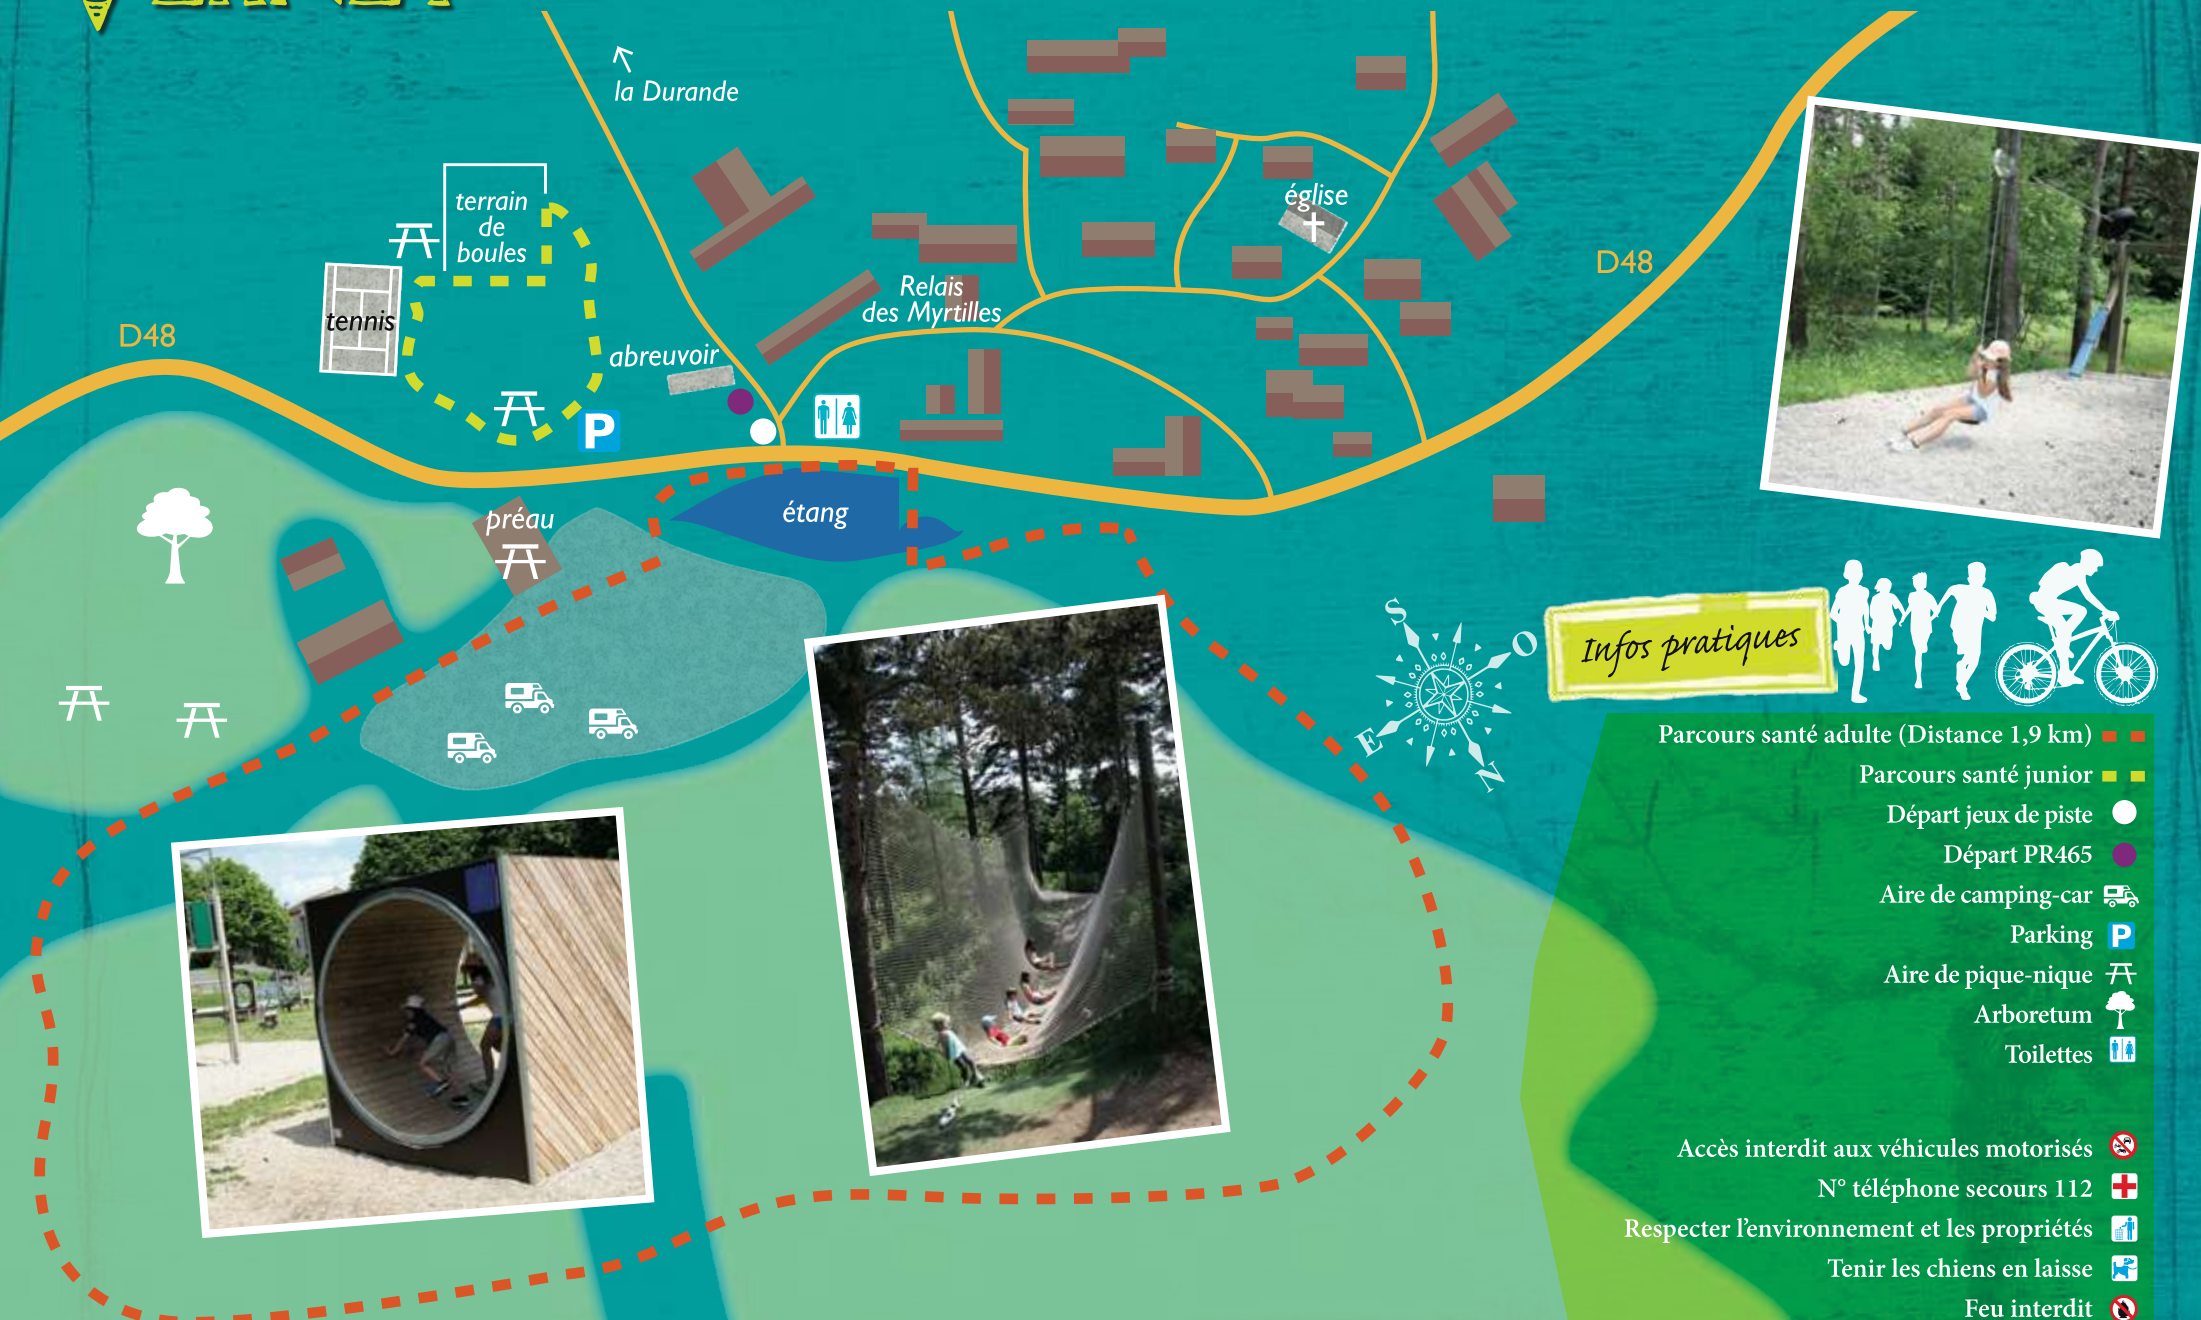 la Durande
terrain
de
boules
église
D48
Relais
des Myrtilles
tennis
D48
abreuvoir
P
étang
préau
S
O
E
N
Infos pratiques
Parcours santé adulte (Distance 1,9 km)
Parcours santé junior
Départ jeux de piste
Départ PR465
Aire de camping-car
Parking P
Aire de pique-nique
Arboretum
Toilettes
Accès interdit aux véhicules motorisés
N° téléphone secours 112
Respecter l'environnement et les propriétés
Tenir les chiens en laisse
Feu interdit